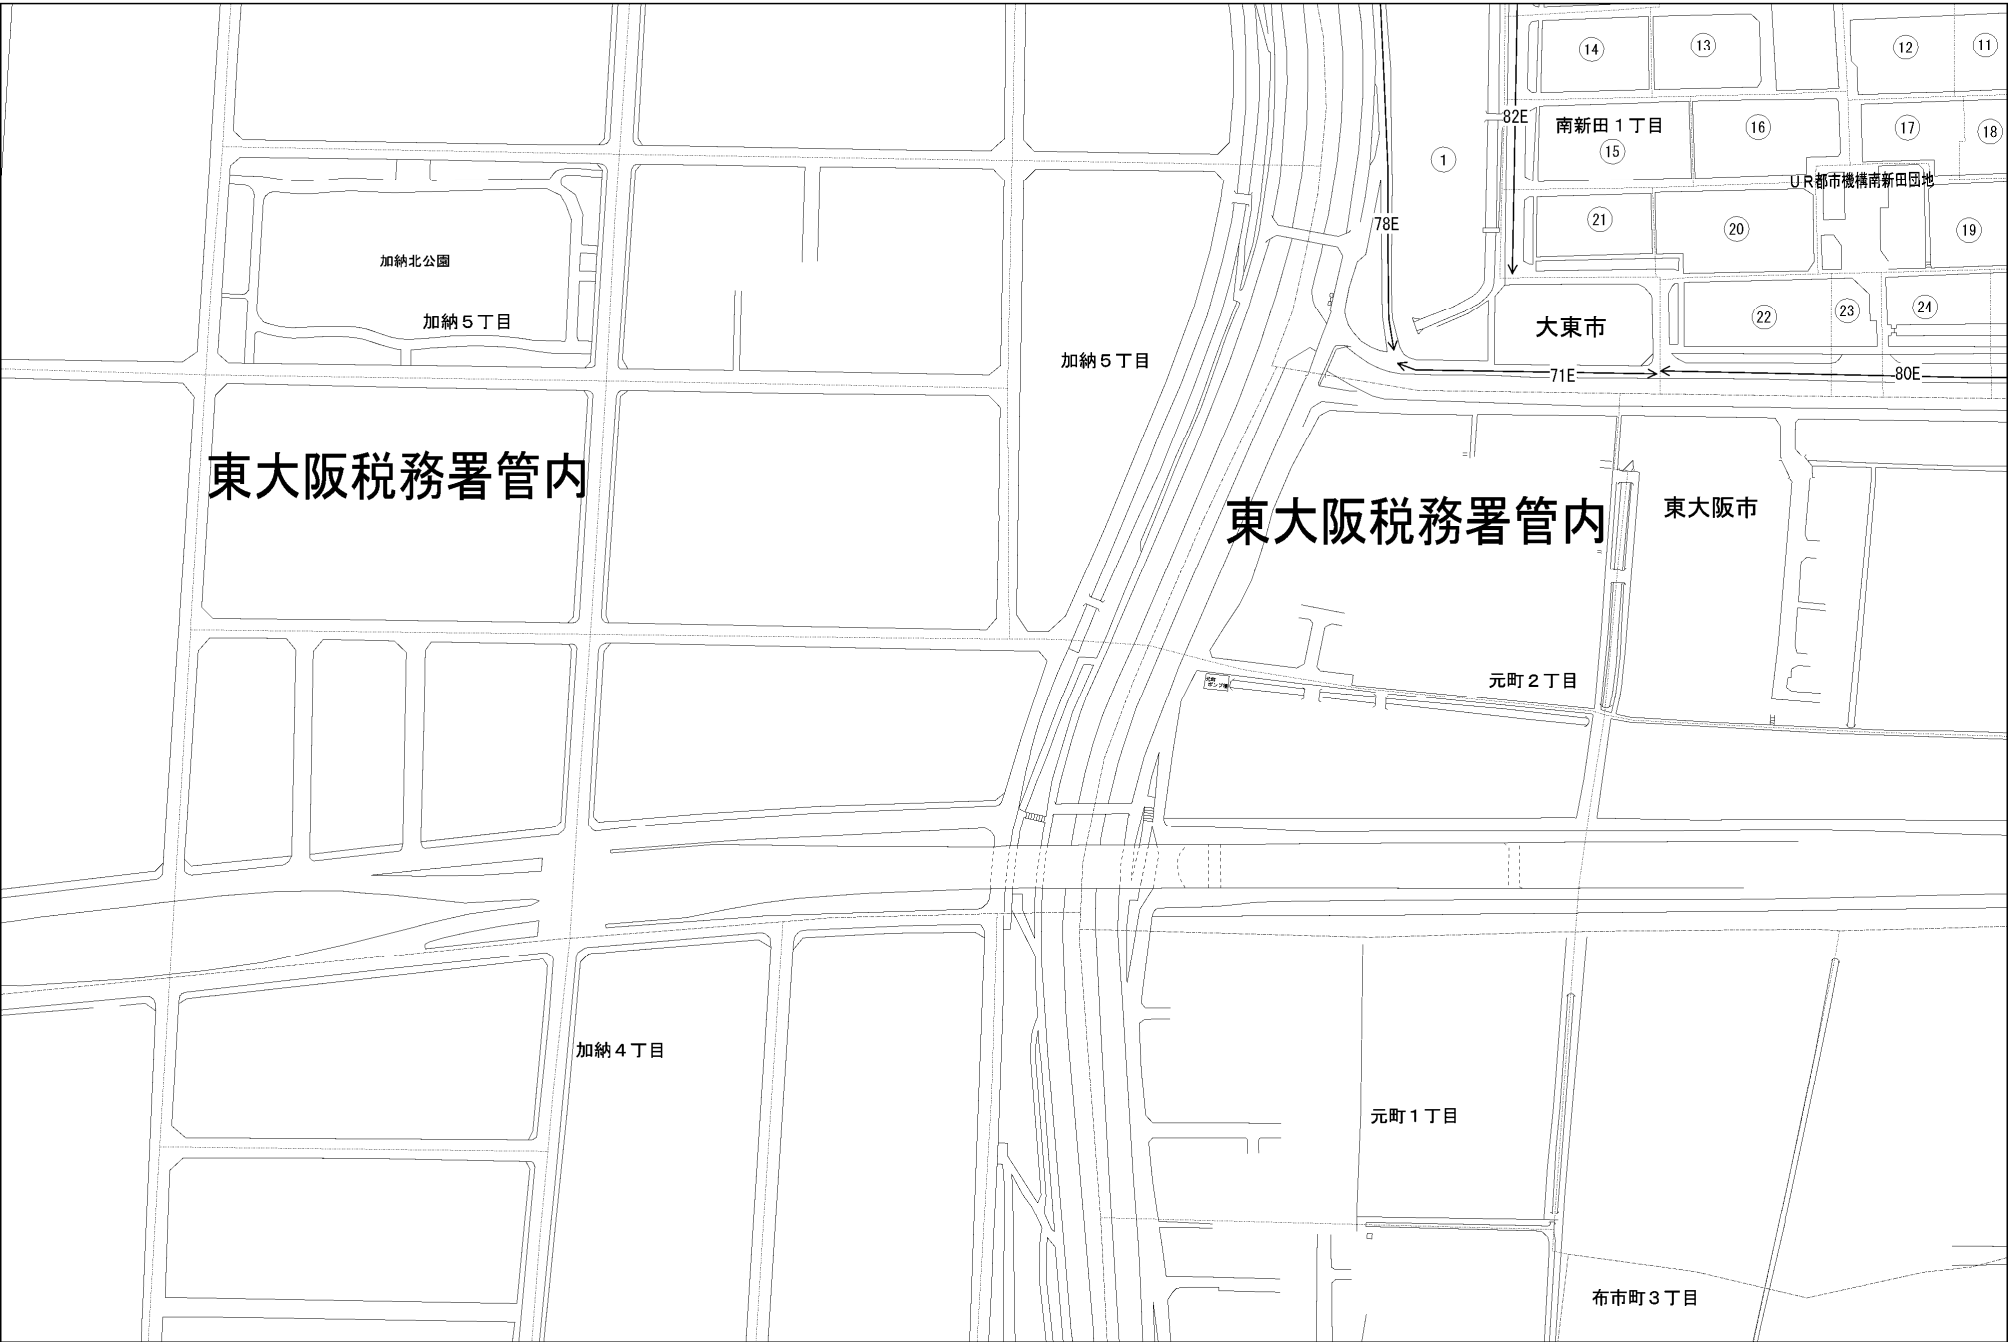 ⑭
⑬
⑫
⑪
82E
南新田１丁目
⑮
⑯
⑰
⑱
①
ＵＲ都市機構南新田団地
78E
㉑
⑳
⑲
加納北公園
加納５丁目
大東市
㉒
㉓
㉔
加納５丁目
71E
80E
東大阪税務署管内
東大阪税務署管内
東大阪市
元町２丁目
加納４丁目
元町１丁目
布市町３丁目